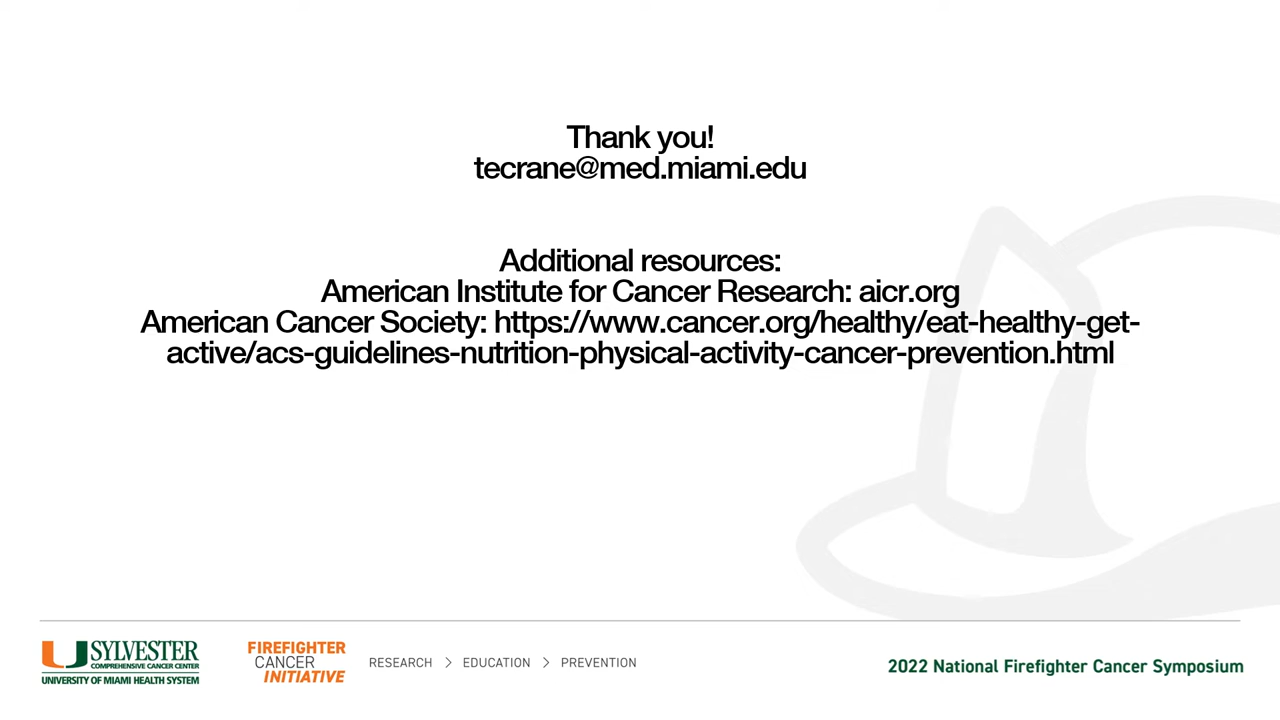 Thank you!
tecrane@med.miami.edu
Additional resources:
American Institute for Cancer Research: aicr.org
American Cancer Society: https://www.cancer.org/healthy/eat-healthy-get-
active/acs-guidelines-nutrition-physical-activity-cancer-prevention.html
SYLVESTER
COMPREHENSIVE CANCER CENTER
UNIVERSITY OF MIAMI HEALTH SYSTEM
FIREFIGHTER
CANCER
INITIATIVE
RESEARCH > EDUCATION > PREVENTION
2022 National Firefighter Cancer Symposium